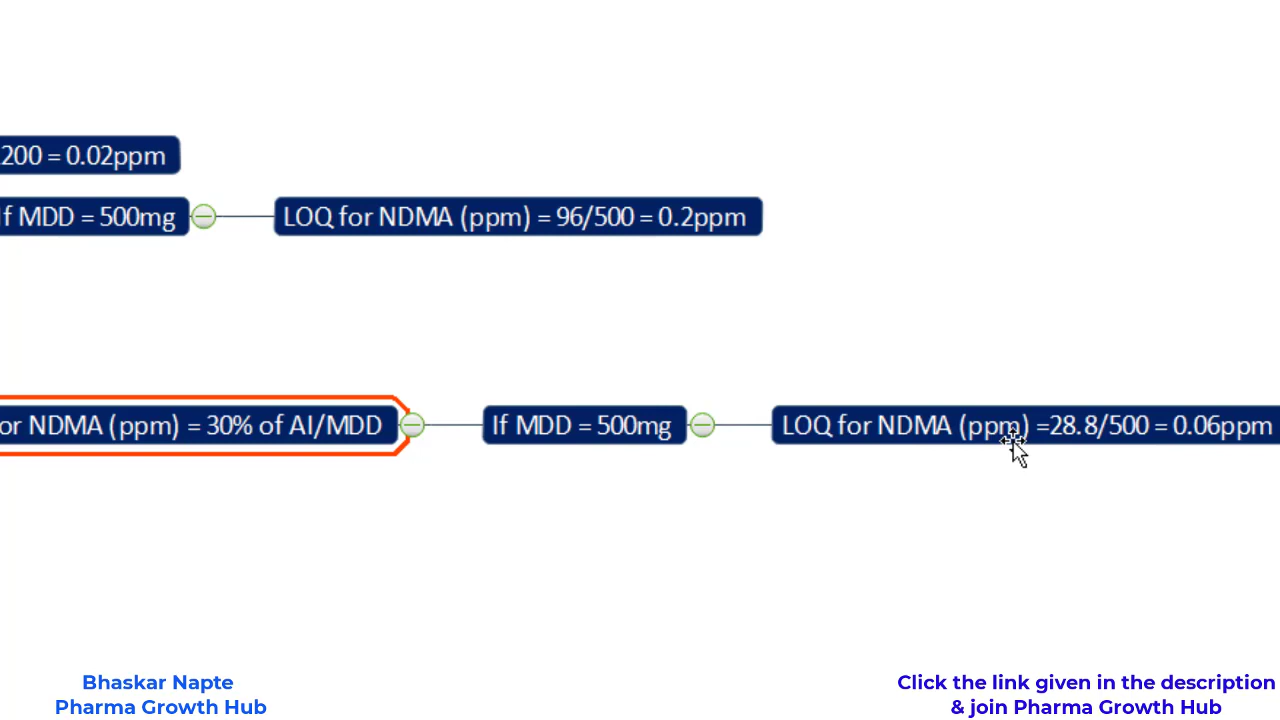 200 = 0.02ppm
If MDD = 500mg
LOQ for NDMA (ppm) = 96/500 = 0.2ppm
or NDMA (ppm) = 30% of AI/MDD
If MDD = 500mg
LOQ for NDMA (ppm) =28.8/500 = 0.06ppm
Bhaskar Napte
Pharma Growth Hub
Click the link given in the description
& join Pharma Growth Hub